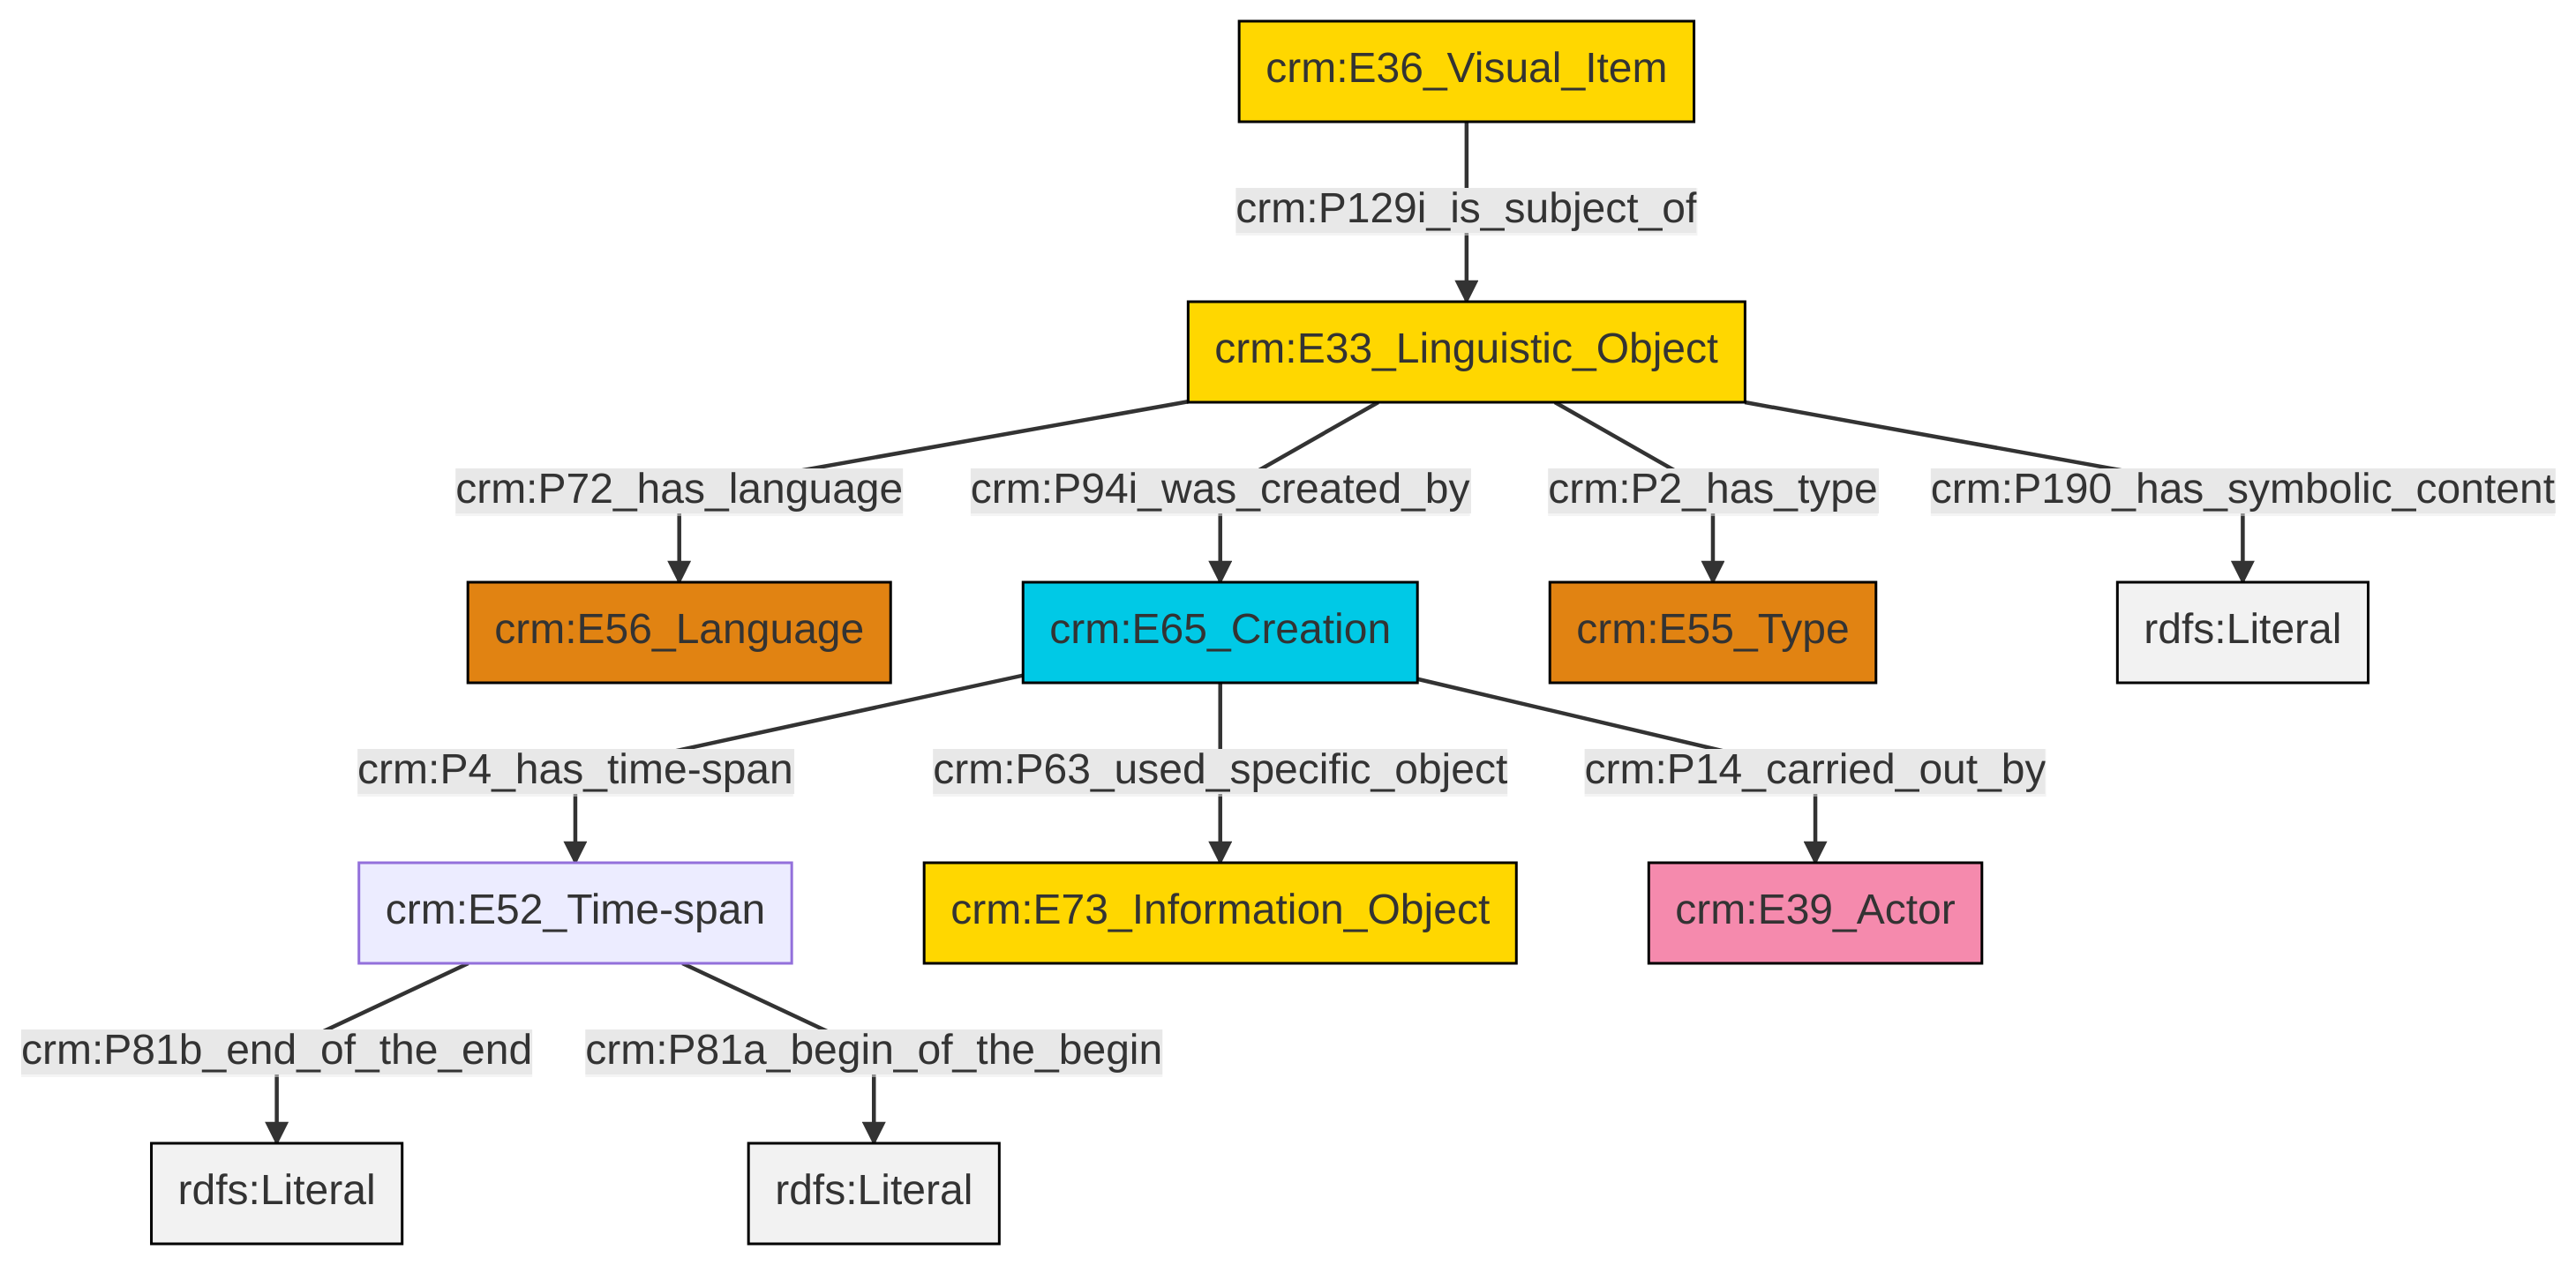 crm:E36_Visual_Item
crm:P129i_is_subject_of
crm:E33_Linguistic_Object
crm:P72_has_language
crm:P94i_was_created_by
crm:P2_has_type
crm:P190_has_symbolic_content
crm:E56_Language
crm:E65_Creation
crm:E55_Type
rdfs:Literal
crm:P4_has_time-span
crm:P63_used_specific_object
crm:P14_carried_out_by
crm:E52_Time-span
crm:E73_Information_Object
crm:E39_Actor
crm:P81b_end_of_the_end
crm:P81a_begin_of_the_begin
rdfs:Literal
rdfs:Literal